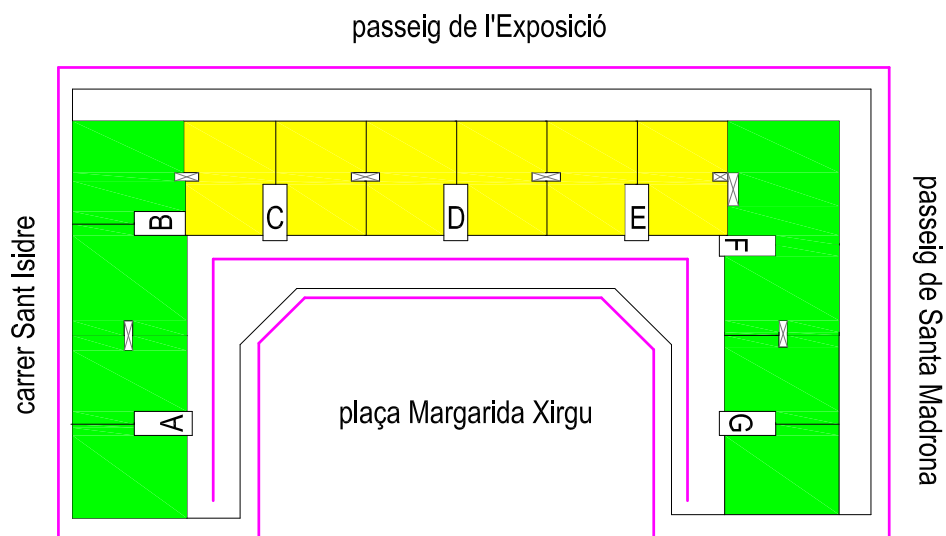 passeig de l'Exposició
carrer Sant Isidre
B
C
D
E
F
passeig de Santa Madrona
A
plaça Margarida Xirgu
G